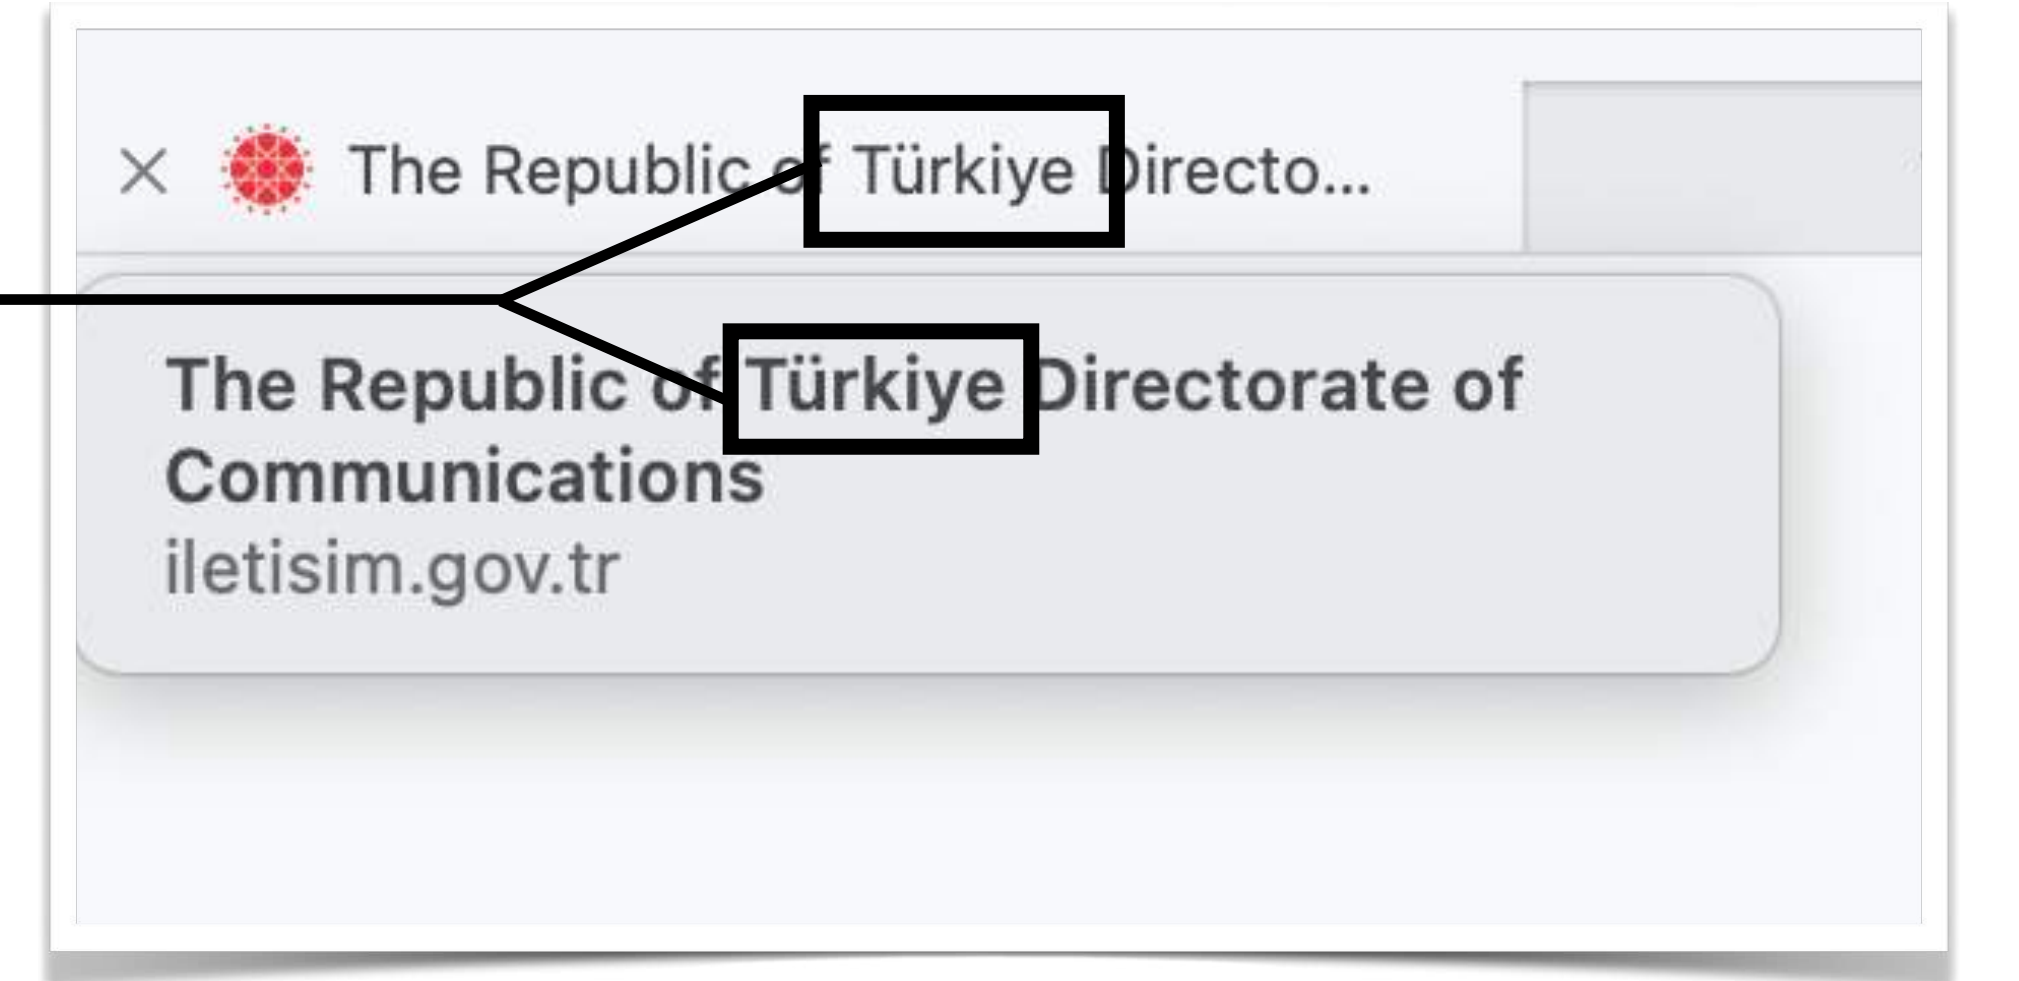 The Republic of Türkiye Directo...
The Republic of Türkiye Directorate of
Communications
iletisim.gov.tr